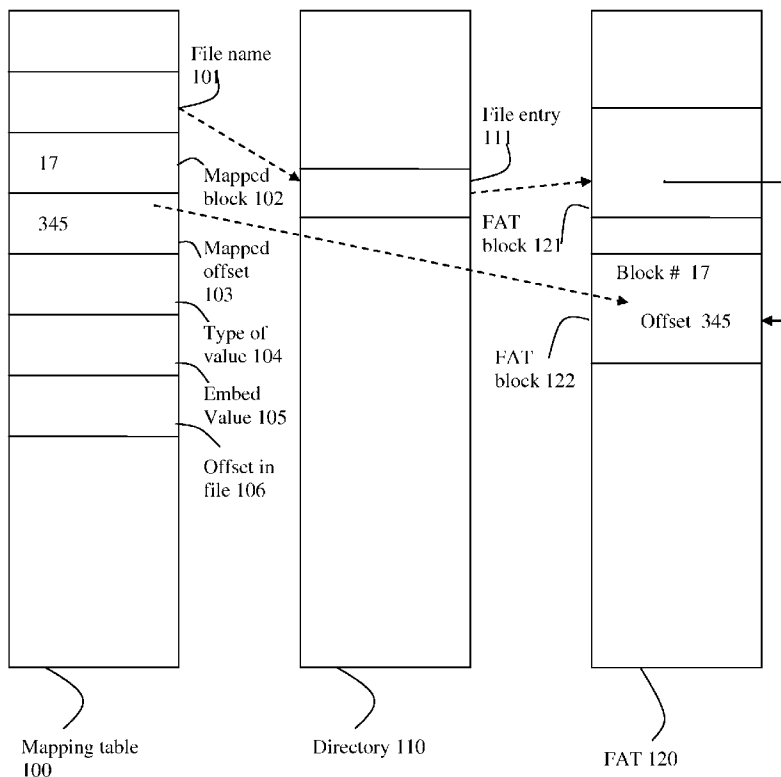 File name
101
17
Mapped
block 102
345
Mapped
offset
103
Type of
value 104
Embed
Value 105
Offset in
file 106
Mapping table
100
File entry
111
Directory 110
FAT
block 121
Block # 17
Offset 345
FAT
block 122
FAT 120